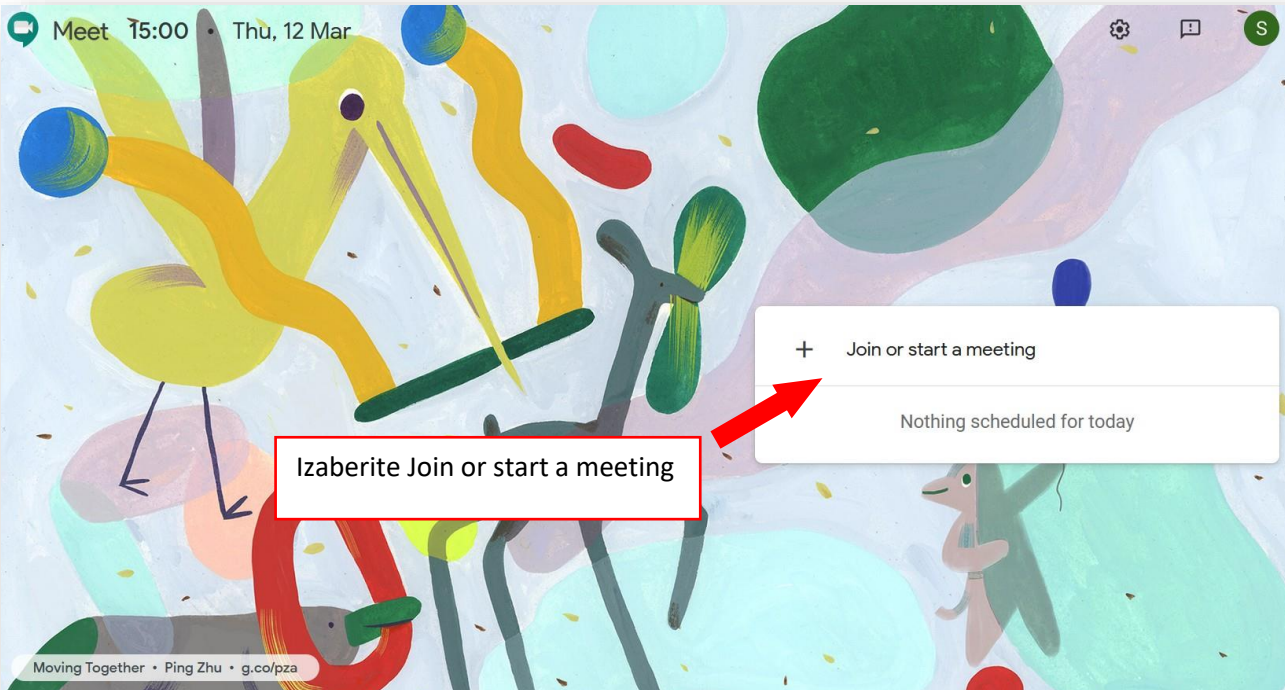 Meet 15:00 • Thu, 12 Mar
S
Join or start a meeting
Nothing scheduled for today
Izaberite Join or start a meeting
Moving Together • Ping Zhu • g.co/pza